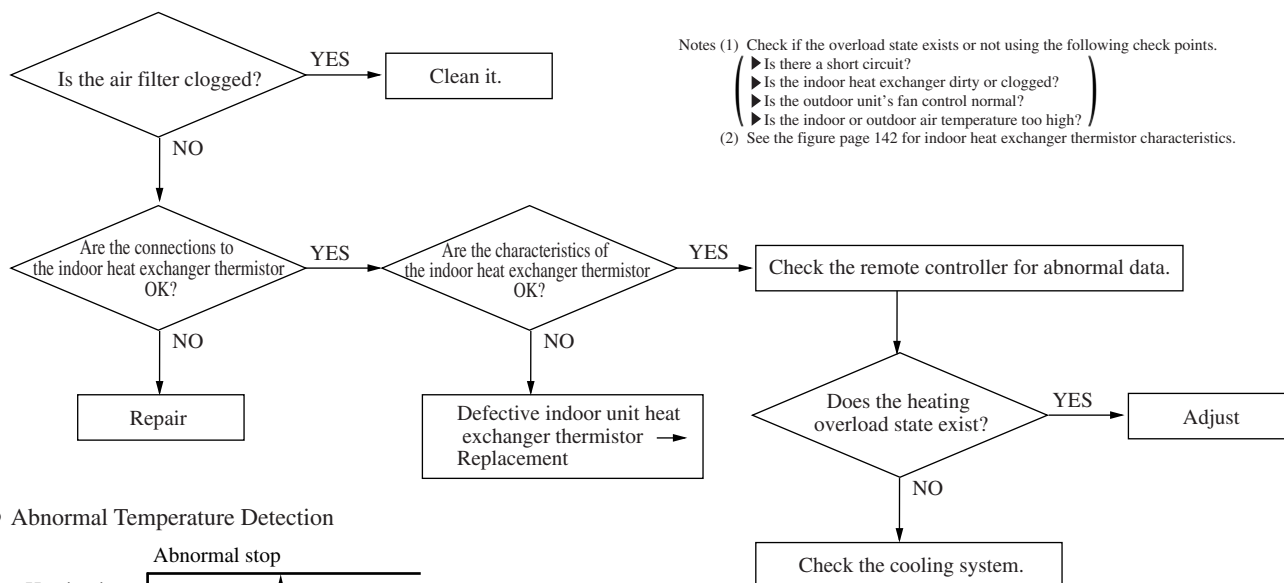 Is the air filter clogged?
YES
Clean it.
NO
Notes (1) Check if the overload state exists or not using the following check points.
▶Is there a short circuit?
▶Is the indoor heat exchanger dirty or clogged?
▶Is the outdoor unit's fan control normal?
▶Is the indoor or outdoor air temperature too high?
(2) See the figure page 142 for indoor heat exchanger thermistor characteristics.
Are the connections to
the indoor heat exchanger thermistor
OK?
YES
NO
Repair
Are the characteristics of
the indoor heat exchanger thermistor
OK?
YES
NO
Defective indoor unit heat
exchanger thermistor →
Replacement
Check the remote controller for abnormal data.
Does the heating
overload state exist?
YES
Adjust
NO
Check the cooling system.
Abnormal Temperature Detection
Abnormal stop